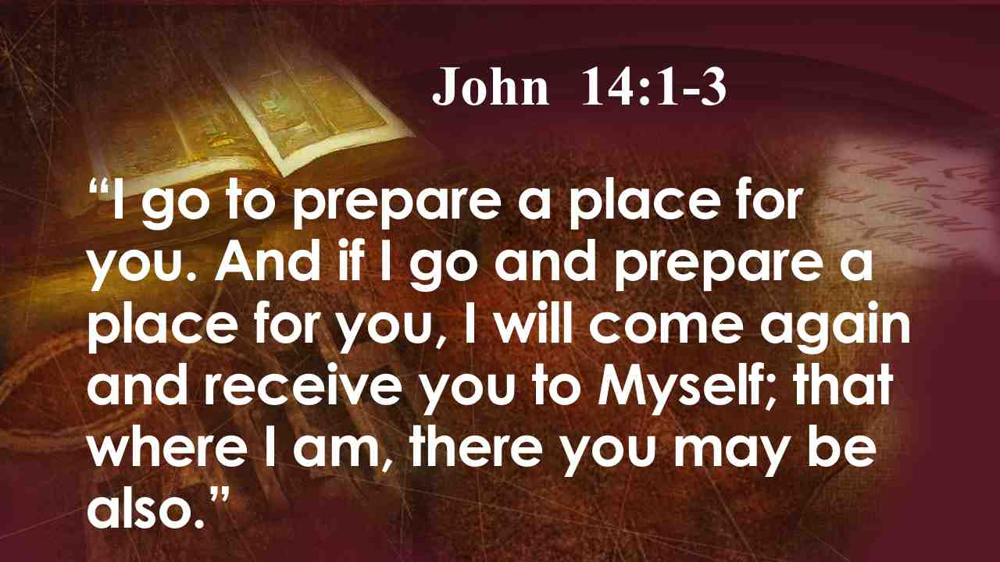 John 14:1-3
“I go to prepare a place for
you. And if I go and prepare a
place for you, I will come again
and receive you to Myself; that
where I am, there you may be
also.”